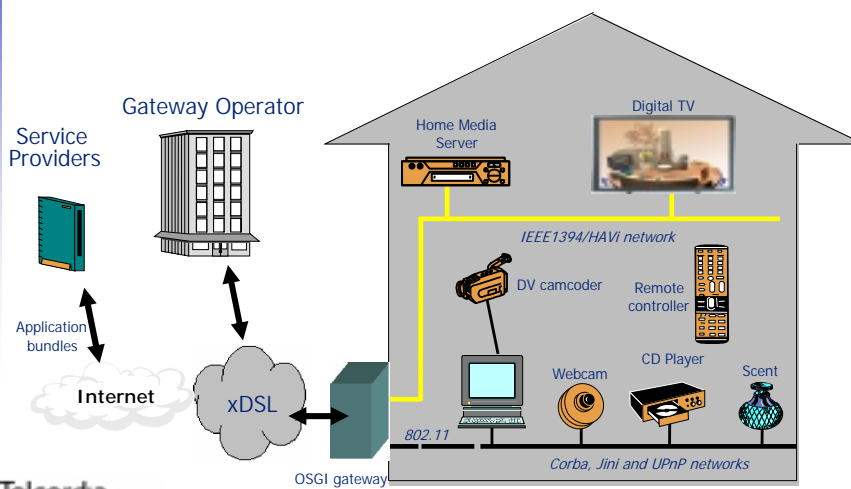 Gateway Operator
Service
Providers
Application
bundles
Internet
xDSL
OSGI gateway
Home Media
Server
Digital TV
IEEE1394/HAVi network
DV camcoder
Remote
controller
Webcam
CD Player
Scent
802.11
Corba, Jini and UPnP networks